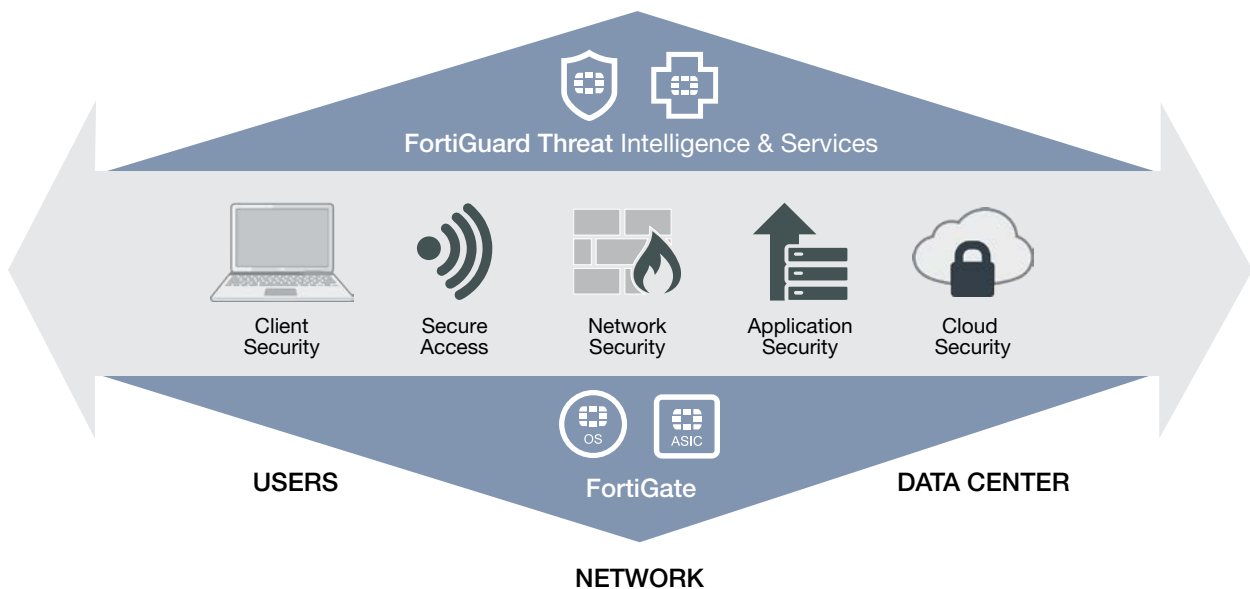 FortiGuard Threat Intelligence & Services
Client
Security
Secure
Access
Network
Security
Application
Security
Cloud
Security
OS
ASIC
FortiGate
USERS
DATA CENTER
NETWORK